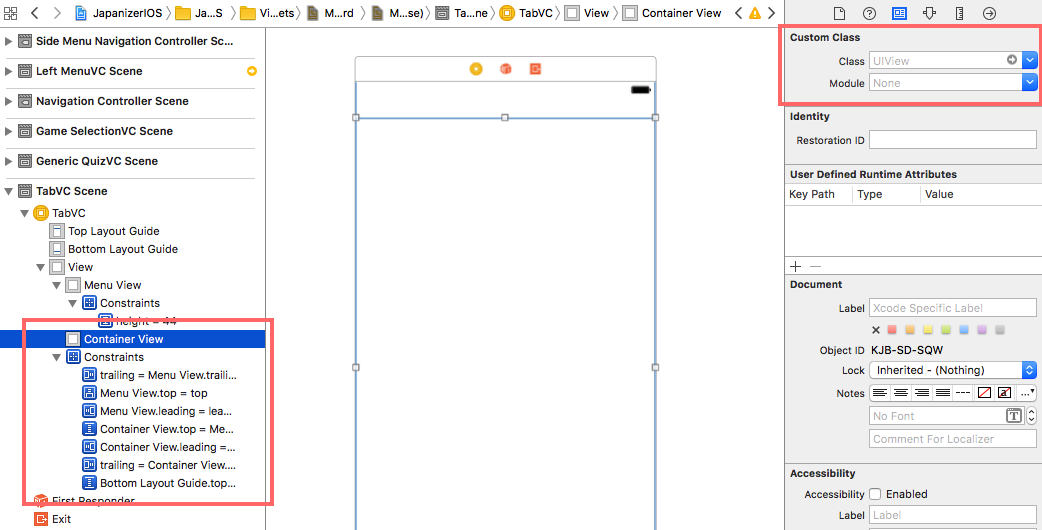 JapanizerIOS Ja...S Vi...ets M...rd M...se) Ta...ne TabVC View Container View
Side Menu Navigation Controller Sc...
Left MenuVC Scene
Navigation Controller Scene
Game SelectionVC Scene
Generic QuizVC Scene
TabVC Scene
TabVC
Top Layout Guide
Bottom Layout Guide
View
Menu View
Constraints
height = 44
Container View
Constraints
trailing = Menu View.traili...
Menu View.top = top
Menu View.leading = lea...
Container View.top = Me...
Container View.leading =...
trailing = Container View....
Bottom Layout Guide.top...
First Responder
Exit
Custom Class
Class UIView
Module None
Identity
Restoration ID
User Defined Runtime Attributes
Key Path Type Value
Document
Label Xcode Specific Label
Object ID KJB-SD-SQW
Lock Inherited - (Nothing)
Notes
No Font
Comment For Localizer
Accessibility
Accessibility Enabled
Label Label